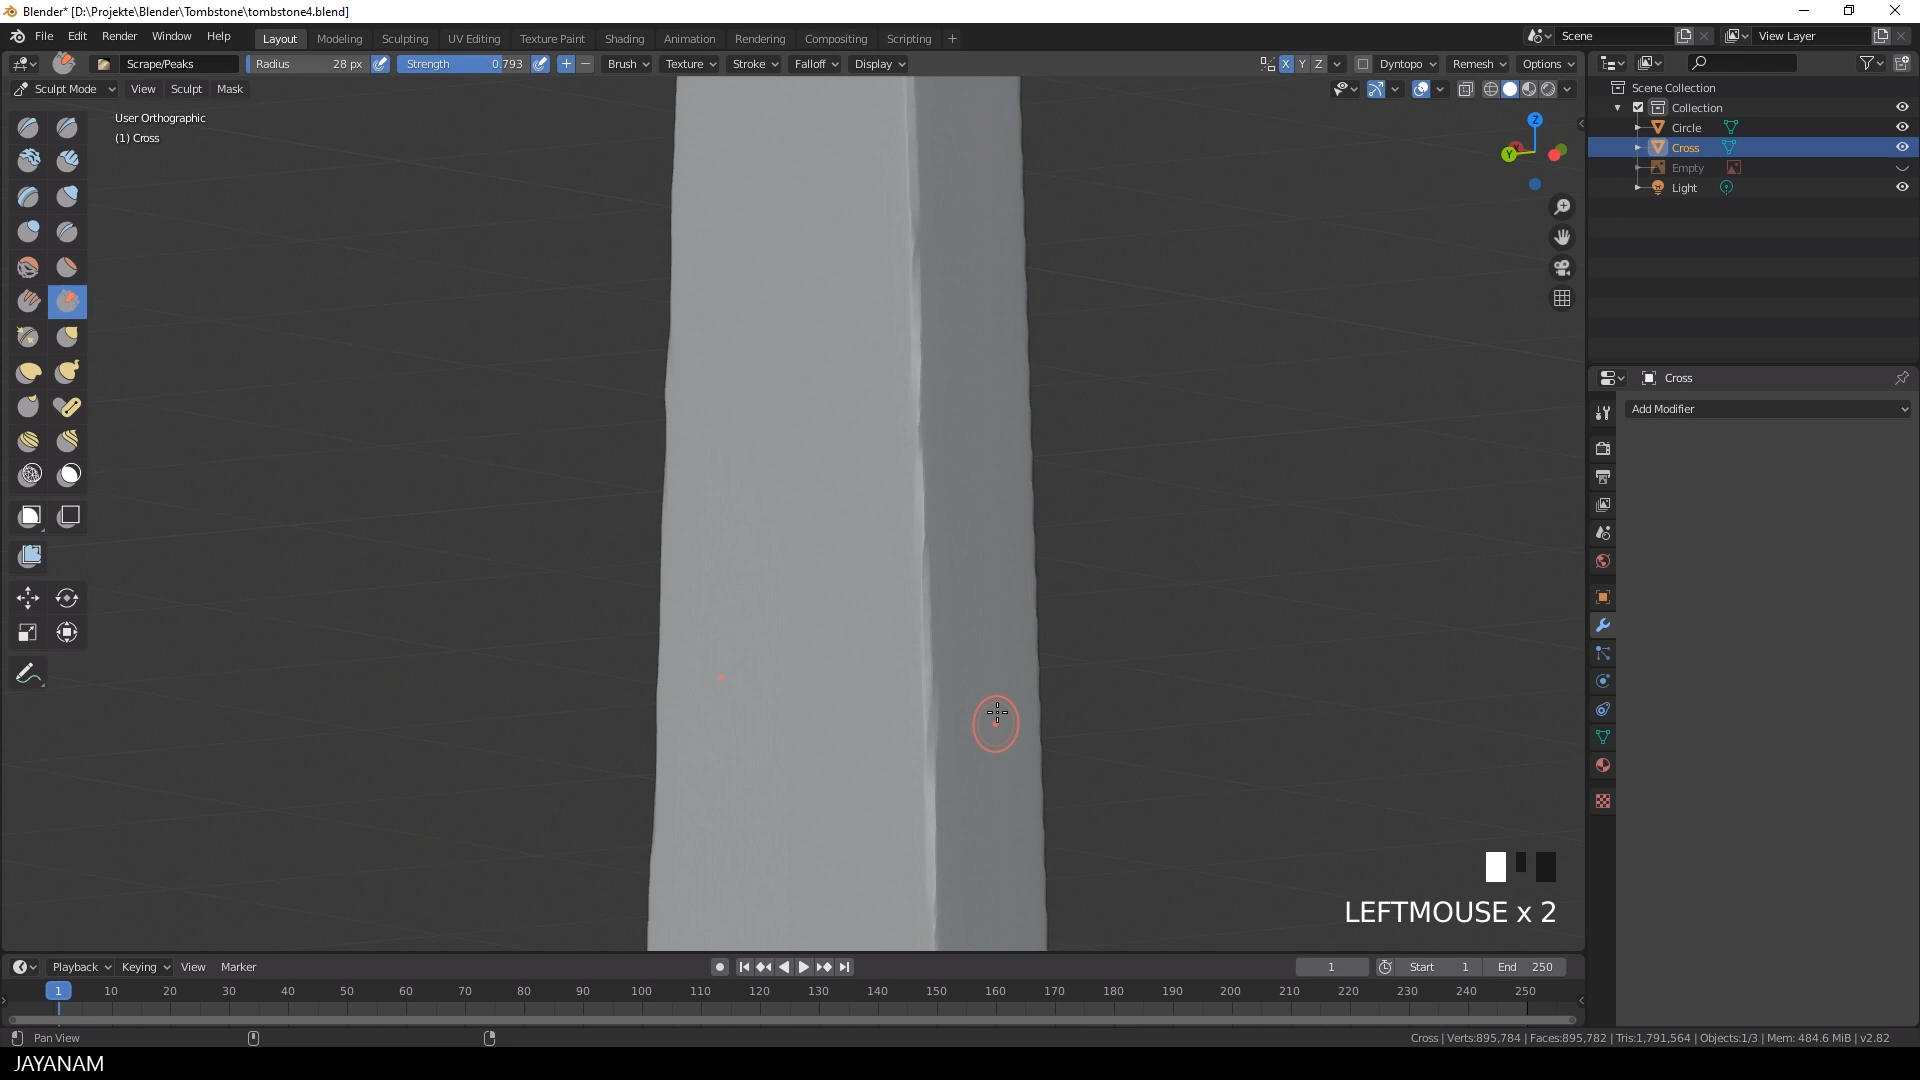 Blender* [D:\Projekte\Blender\Tombstone\tombstone4.blend]
File Edit Render Window Help
Layout Modeling Sculpting UV Editing Texture Paint Shading Animation Rendering Compositing Scripting +
Scene
View Layer
Scrape/Peaks
Radius 28 px
Strength 0.793
Brush Texture Stroke Falloff Display
X Y Z
Dyntopo Remesh Options
Sculpt Mode View Sculpt Mask
User Orthographic
(1) Cross
Z
Y
Scene Collection
Collection
Circle
Cross
Empty
Light
Cross
Add Modifier
LEFTMOUSE x 2
Playback Keying View Marker
1
Start 1
End 250
1 10 20 30 40 50 60 70 80 90 100 110 120 130 140 150 160 170 180 190 200 210 220 230 240 250
Pan View
Cross | Verts:895,784 | Faces:895,782 | Tris:1,791,564 | Objects:1/3 | Mem: 484.6 MiB | v2.82
JAYANAM